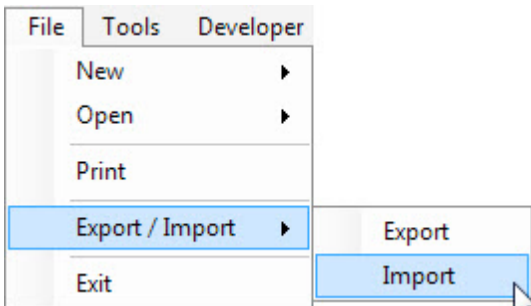 File Tools Developer
New
Open
Print
Export / Import
Export
Import
Exit